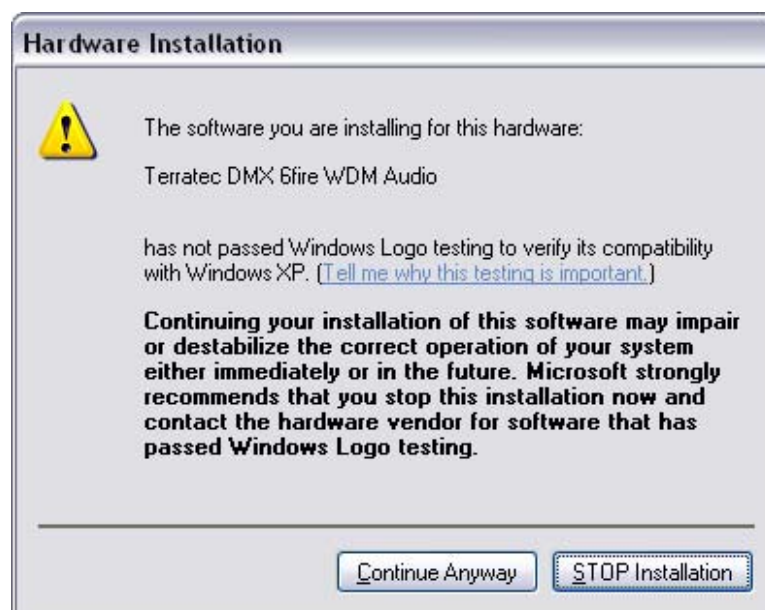 Hardware Installation
The software you are installing for this hardware:
Terratec DMX 6fire WDM Audio
has not passed Windows Logo testing to verify its compatibility
with Windows XP. (Tell me why this testing is important.)
Continuing your installation of this software may impair
or destabilize the correct operation of your system
either immediately or in the future. Microsoft strongly
recommends that you stop this installation now and
contact the hardware vendor for software that has
passed Windows Logo testing.
Continue Anyway STOP Installation